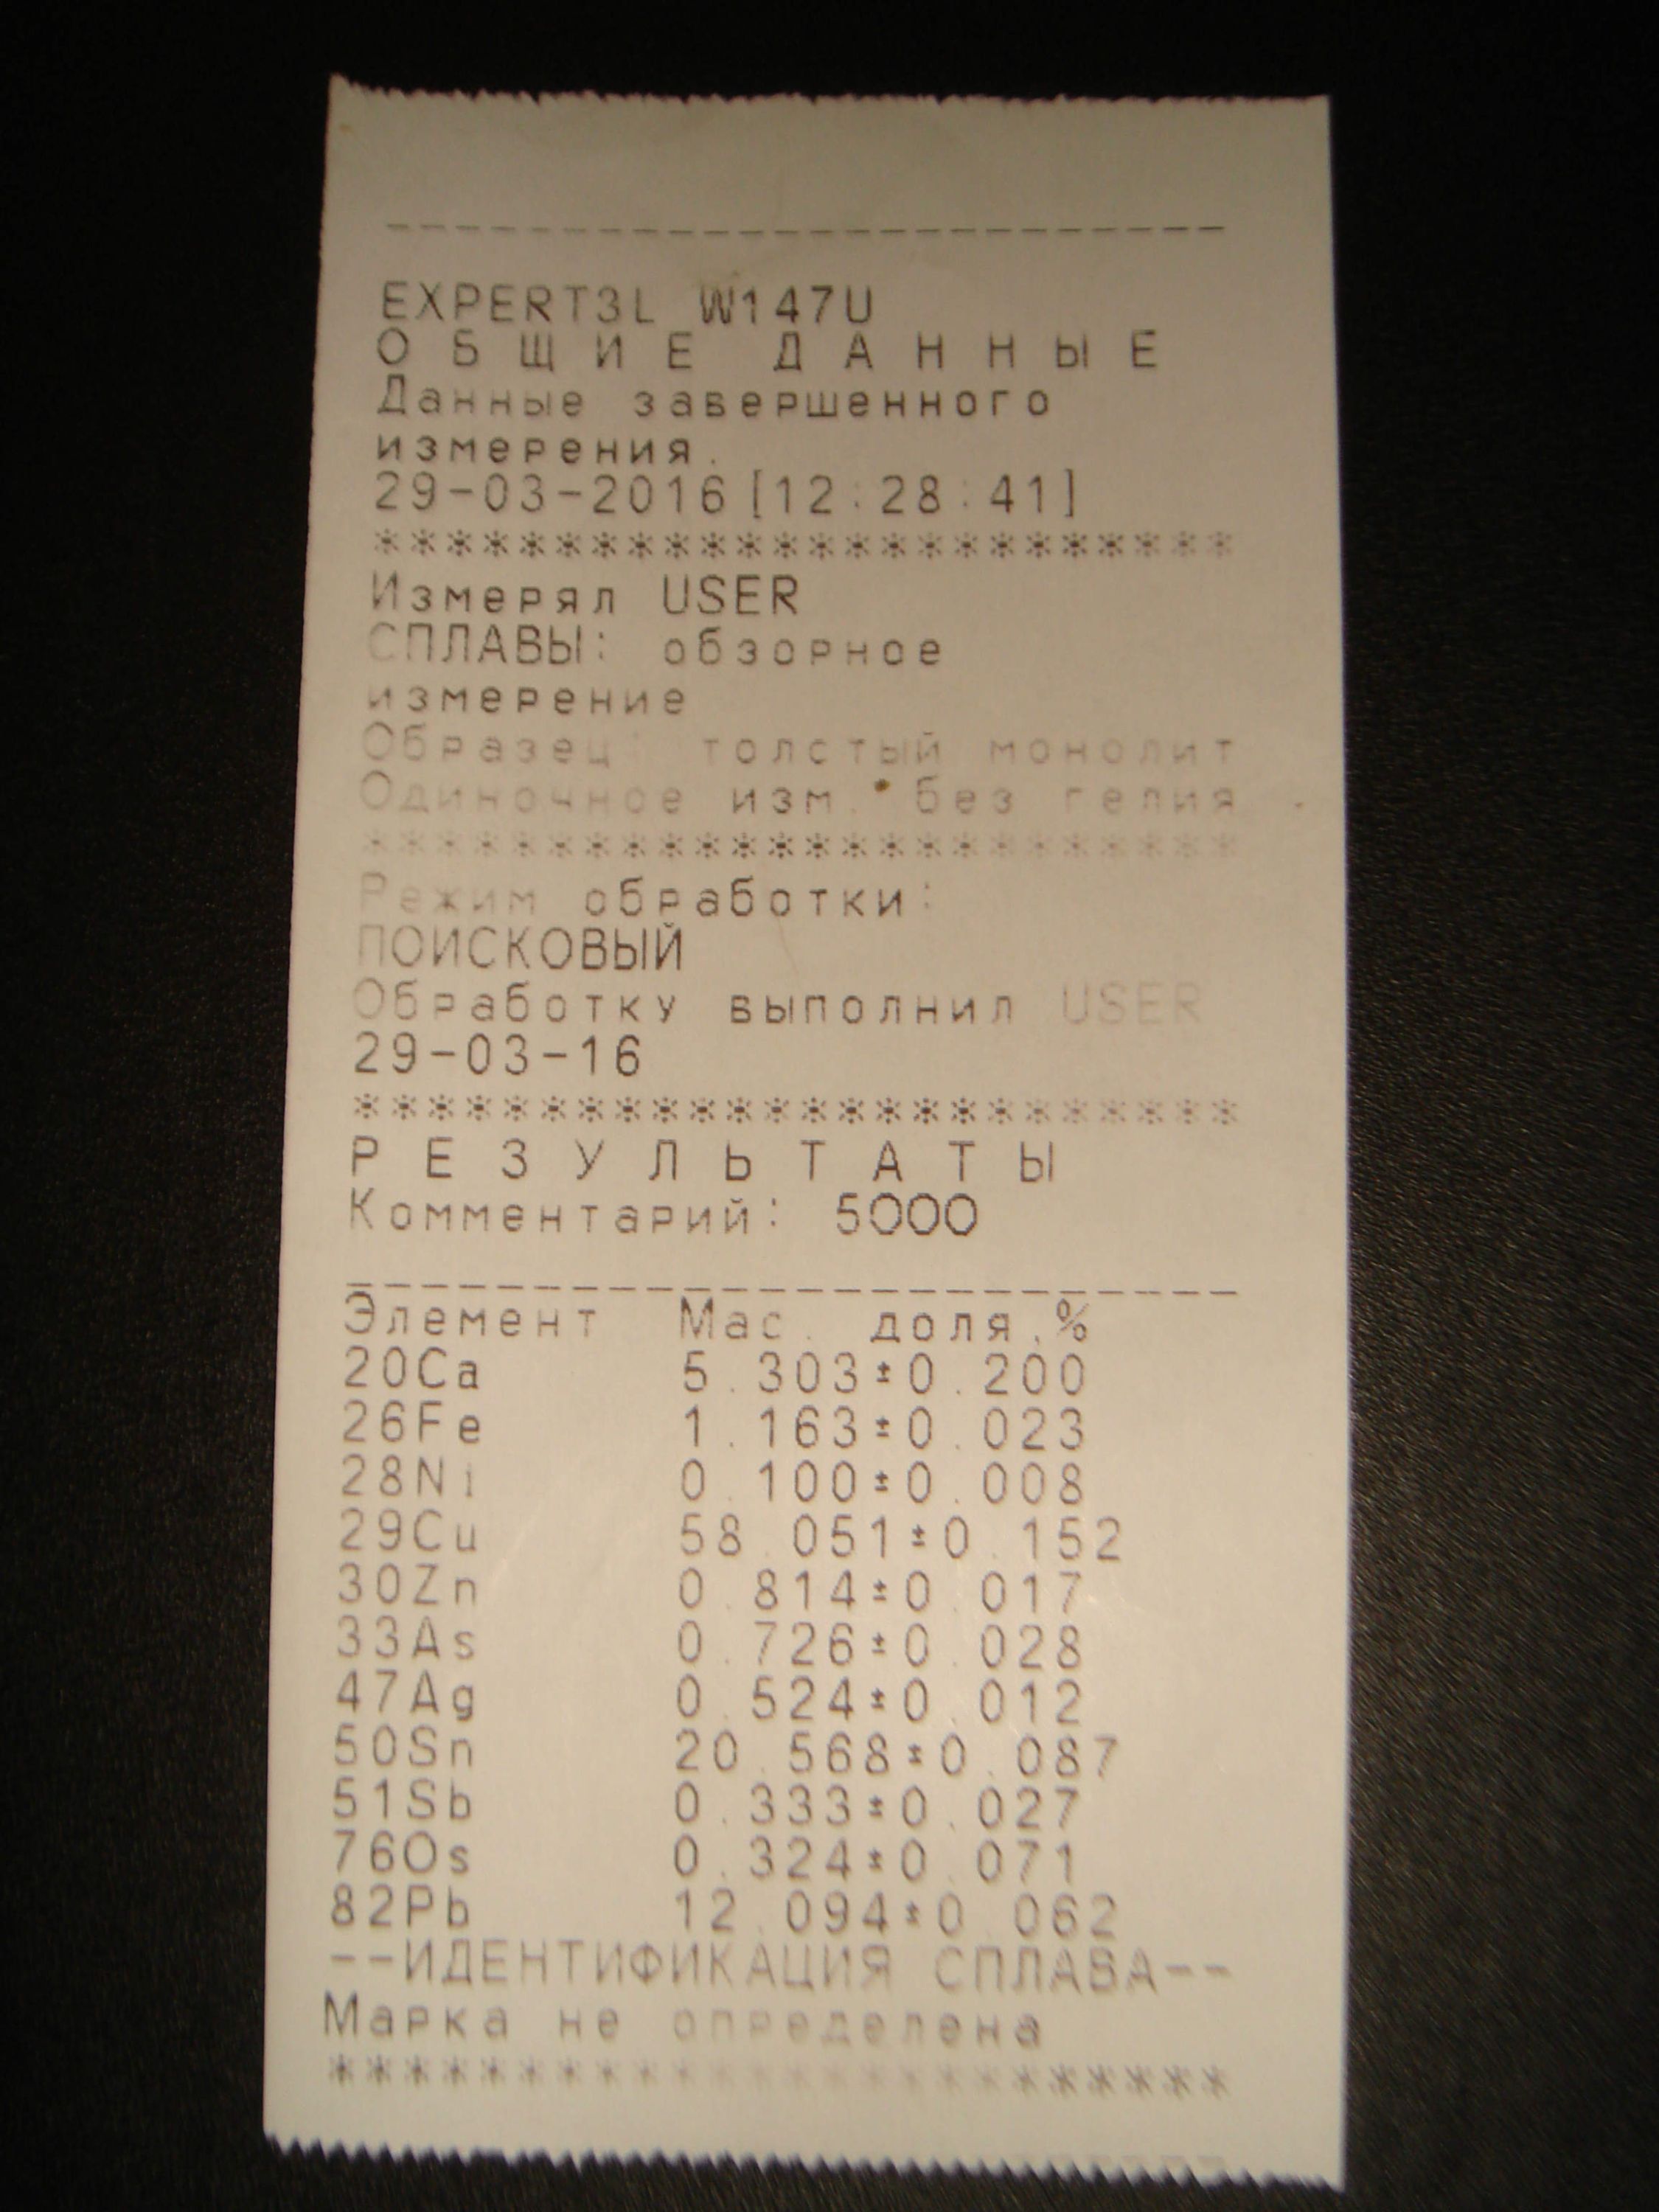 EXPERT3L W147U
О Б Щ И Е Д А Н Н Ы Е
Данные завершенного
измерения.
29-03-2016[12:28:41]
************************
Измерял USER
СПЛАВЫ: обзорное
измерение
Образец: толстый монолит
Одиночное изм. без гелия
************************
Режим обработки:
ПОИСКОВЫЙ
Обработку выполнил USER
29-03-16
************************
Р Е З У Л Ь Т А Т Ы
Комментарий: 5000
Элемент Мас. доля,%
20Ca 5.303±0.200
26Fe 1.163±0.023
28Ni 0.100±0.008
29Cu 58.051±0.152
30Zn 0.814±0.017
33As 0.726±0.028
47Ag 0.524±0.012
50Sn 20.568±0.087
51Sb 0.333±0.027
76Os 0.324±0.071
82Pb 12.094±0.062
--ИДЕНТИФИКАЦИЯ СПЛАВА--
Марка не определена
************************